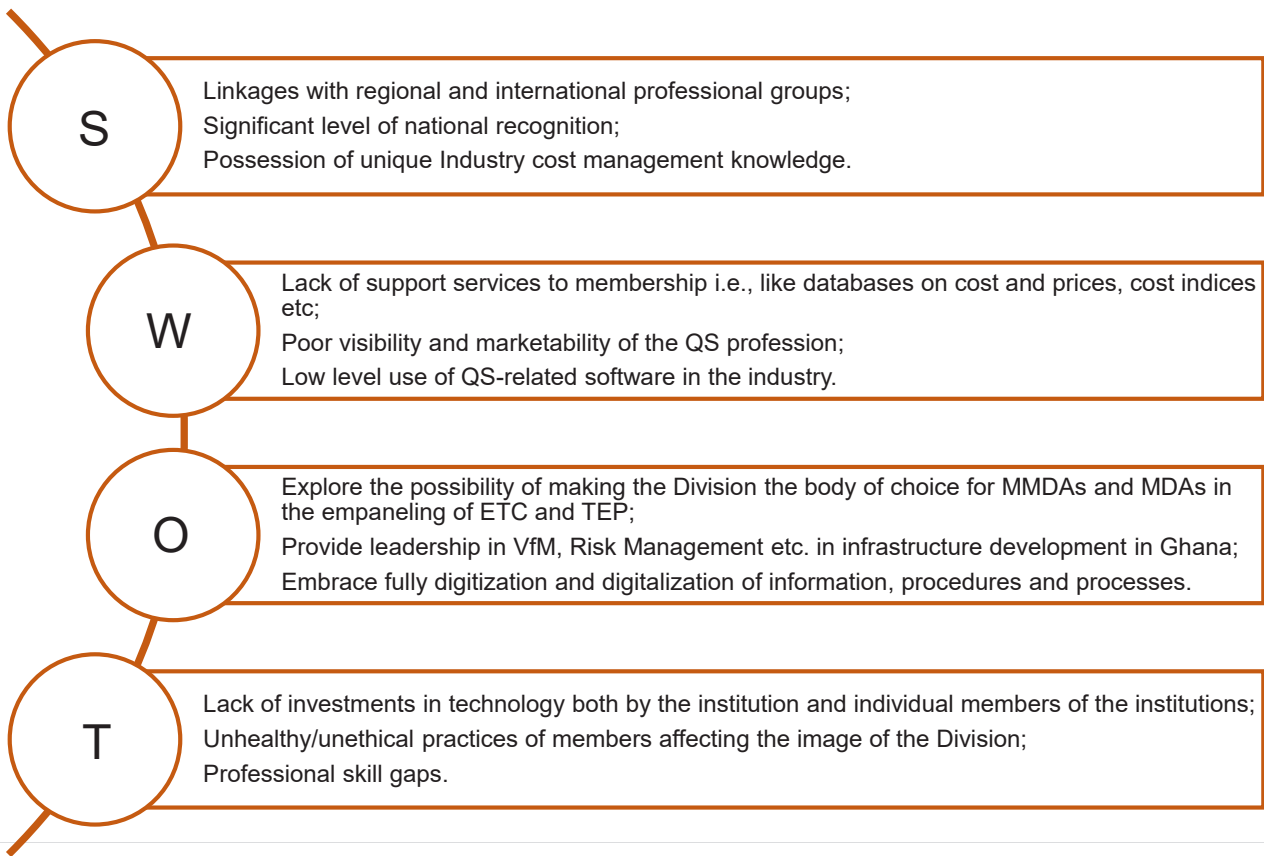 S
Linkages with regional and international professional groups;
Significant level of national recognition;
Possession of unique Industry cost management knowledge.
W
Lack of support services to membership i.e., like databases on cost and prices, cost indices
etc;
Poor visibility and marketability of the QS profession;
Low level use of QS-related software in the industry.
O
Explore the possibility of making the Division the body of choice for MMDAs and MDAs in
the empaneling of ETC and TEP;
Provide leadership in VfM, Risk Management etc. in infrastructure development in Ghana;
Embrace fully digitization and digitalization of information, procedures and processes.
T
Lack of investments in technology both by the institution and individual members of the institutions;
Unhealthy/unethical practices of members affecting the image of the Division;
Professional skill gaps.